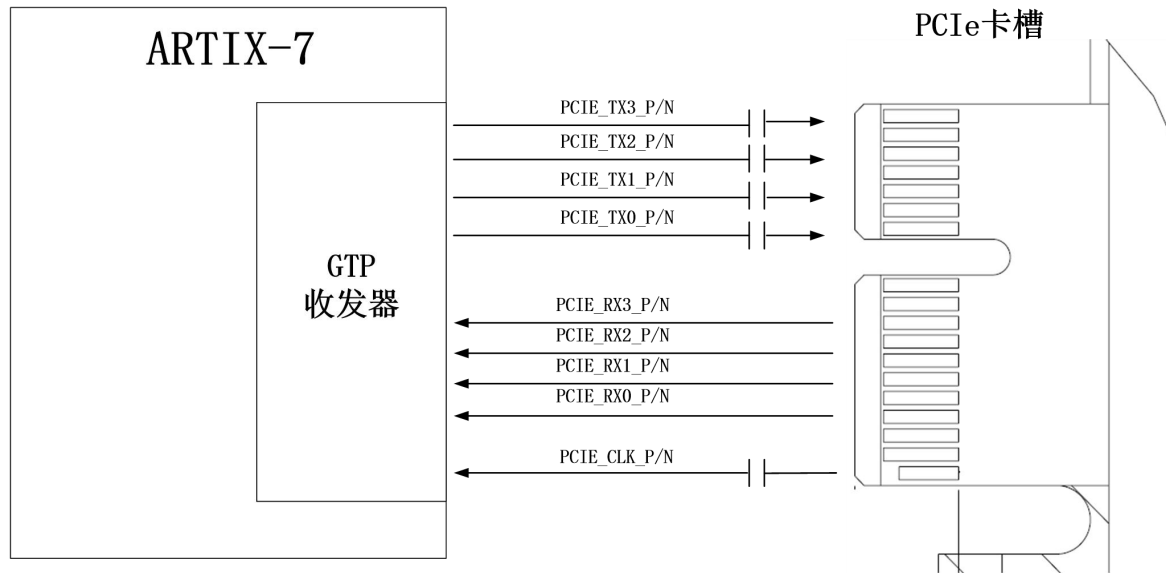 PCIe卡槽
ARTIX-7
PCIE_TX3_P/N
PCIE_TX2_P/N
PCIE_TX1_P/N
PCIE_TX0_P/N
GTP
收发器
PCIE_RX3_P/N
PCIE_RX2_P/N
PCIE_RX1_P/N
PCIE_RX0_P/N
PCIE_CLK_P/N